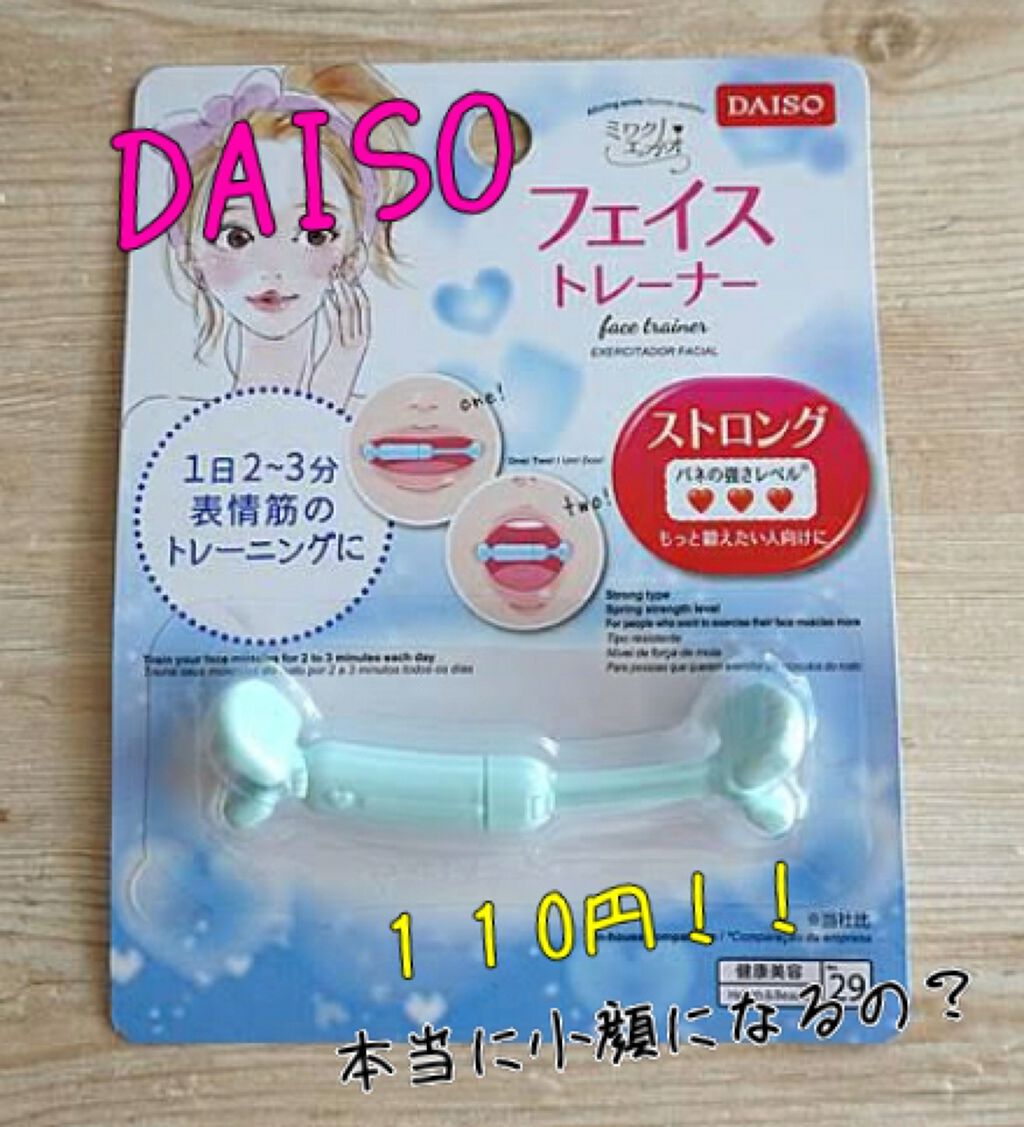 DAISO
DAISO
ミワクノ
エガオ
フェイス
トレーナー
face trainer
EXERCITADOR FACIAL
one!
two!
1日2~3分
表情筋の
トレーニングに
ストロング
バネの強さレベル※
もっと鍛えたい人向けに
Strong type
Spring strength level
For people who want to exercise their face muscles more
Tipo resistente
Nível de força de mola
Train your face muscles for 2 to 3 minutes each day
110円!!
※当社比
健康美容
29
本当に小顔になるの?